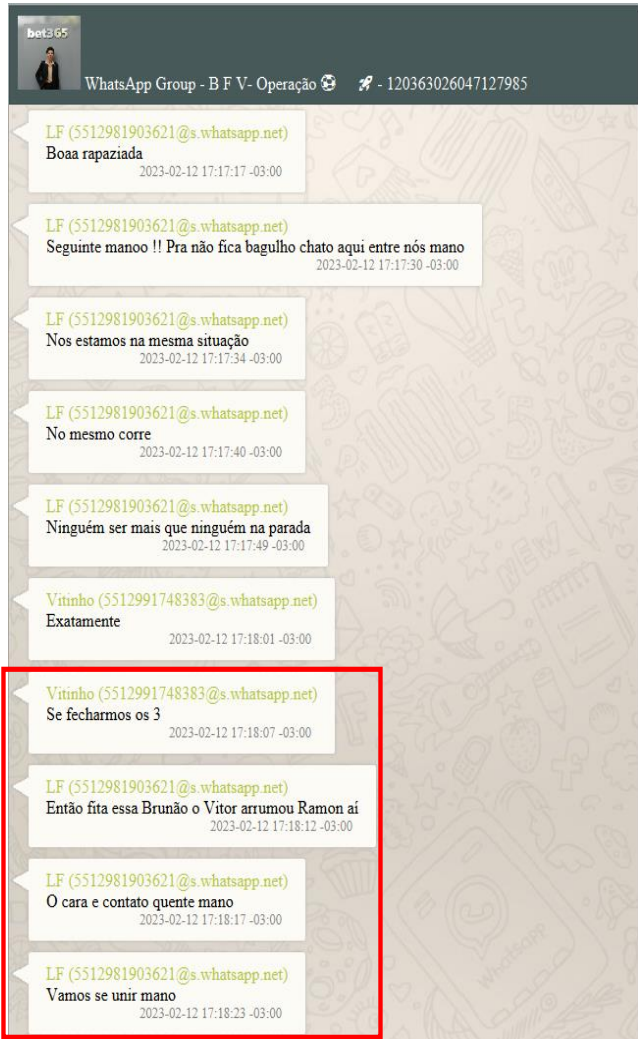 bet365
WhatsApp Group - B F V- Operação ⚽ 🚀 - 120363026047127985
LF (5512981903621@s.whatsapp.net)
Boaa rapaziada
2023-02-12 17:17:17 -03:00
LF (5512981903621@s.whatsapp.net)
Seguinte manoo !! Pra não fica bagulho chato aqui entre nós mano
2023-02-12 17:17:30 -03:00
LF (5512981903621@s.whatsapp.net)
Nos estamos na mesma situação
2023-02-12 17:17:34 -03:00
LF (5512981903621@s.whatsapp.net)
No mesmo corre
2023-02-12 17:17:40 -03:00
LF (5512981903621@s.whatsapp.net)
Ninguém ser mais que ninguém na parada
2023-02-12 17:17:49 -03:00
Vitinho (5512991748383@s.whatsapp.net)
Exatamente
2023-02-12 17:18:01 -03:00
Vitinho (5512991748383@s.whatsapp.net)
Se fecharmos os 3
2023-02-12 17:18:07 -03:00
LF (5512981903621@s.whatsapp.net)
Então fita essa Brunão o Vitor arrumou Ramon aí
2023-02-12 17:18:12 -03:00
LF (5512981903621@s.whatsapp.net)
O cara e contato quente mano
2023-02-12 17:18:17 -03:00
LF (5512981903621@s.whatsapp.net)
Vamos se unir mano
2023-02-12 17:18:23 -03:00